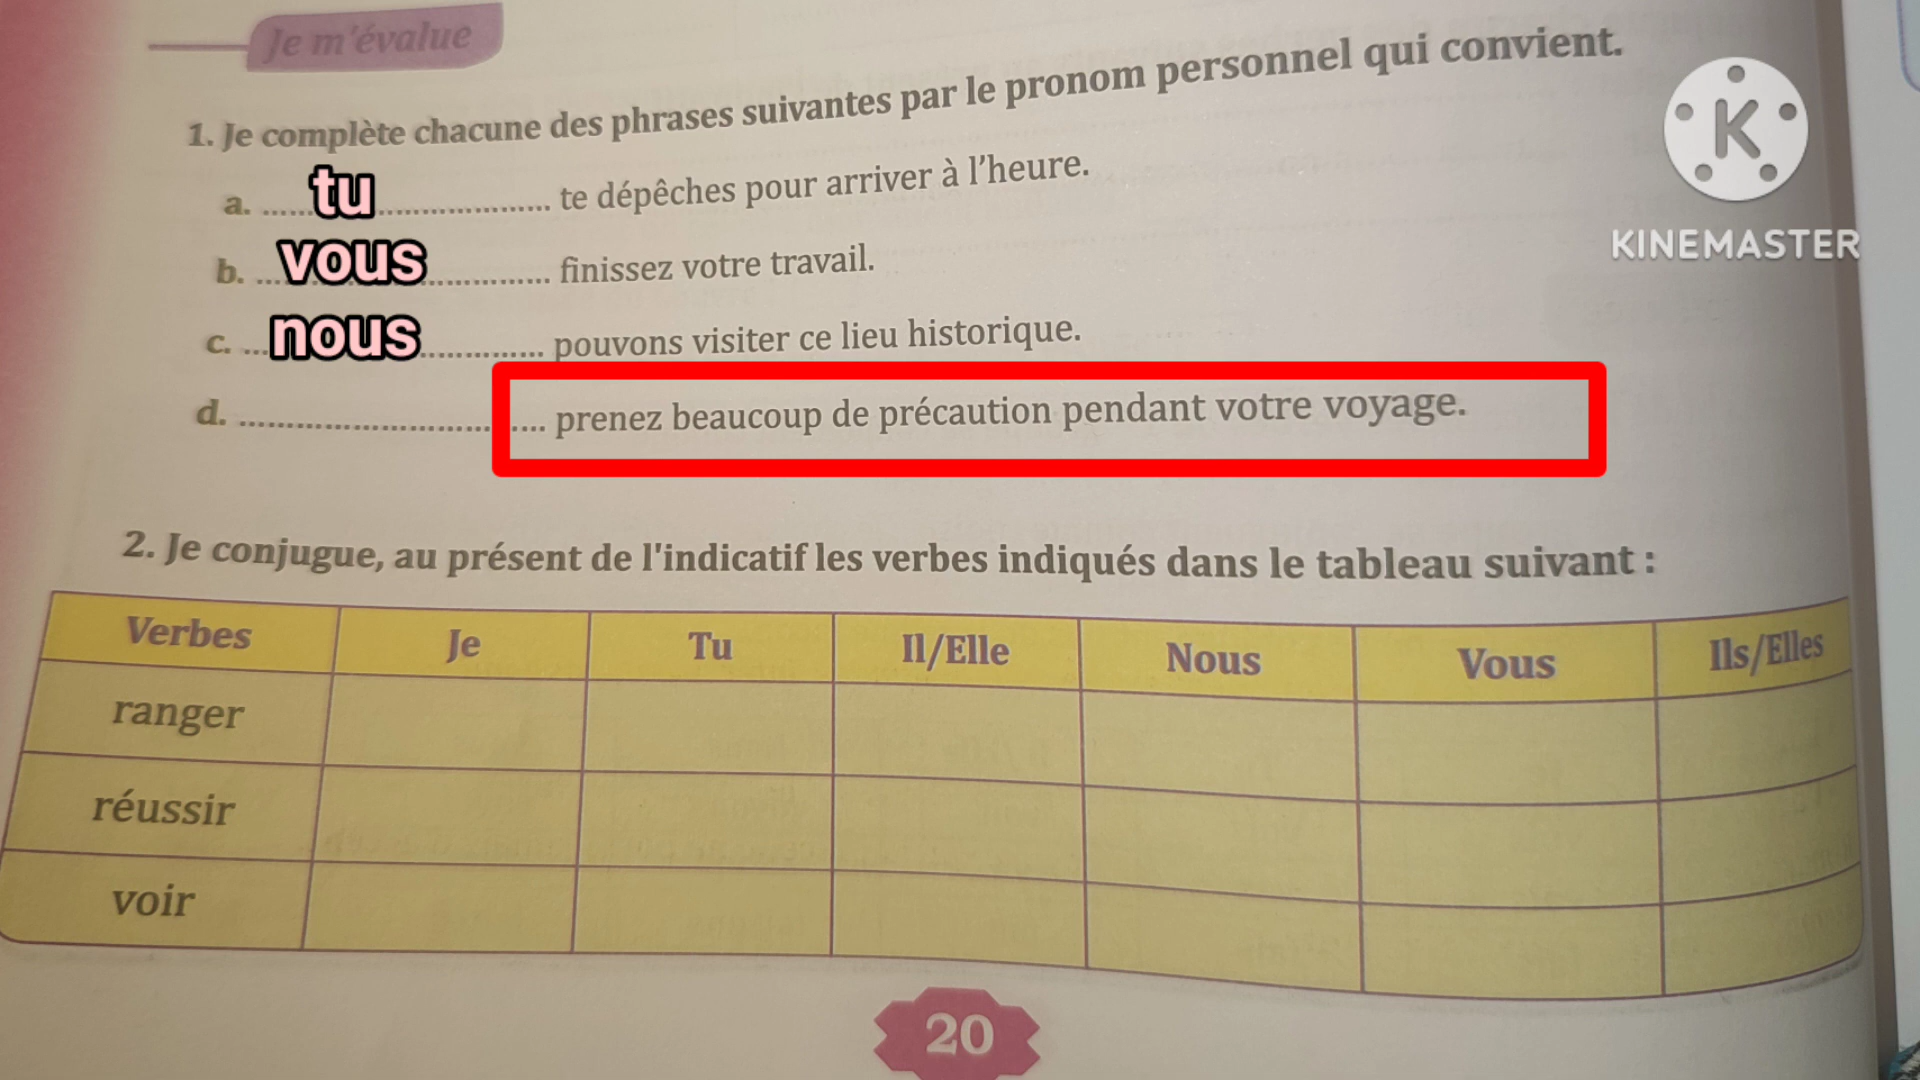 Je m'évalue
1. Je complète chacune des phrases suivantes par le pronom personnel qui convient.
a. ......tu.................... te dépêches pour arriver à l'heure.
b. ...vous.............. finissez votre travail.
c. ...nous.............. pouvons visiter ce lieu historique.
d. .................................. prenez beaucoup de précaution pendant votre voyage.
K
KINEMASTER
2. Je conjugue, au présent de l'indicatif les verbes indiqués dans le tableau suivant :
Verbes Je Tu Il/Elle Nous Vous Ils/Elles
ranger
réussir
voir
20